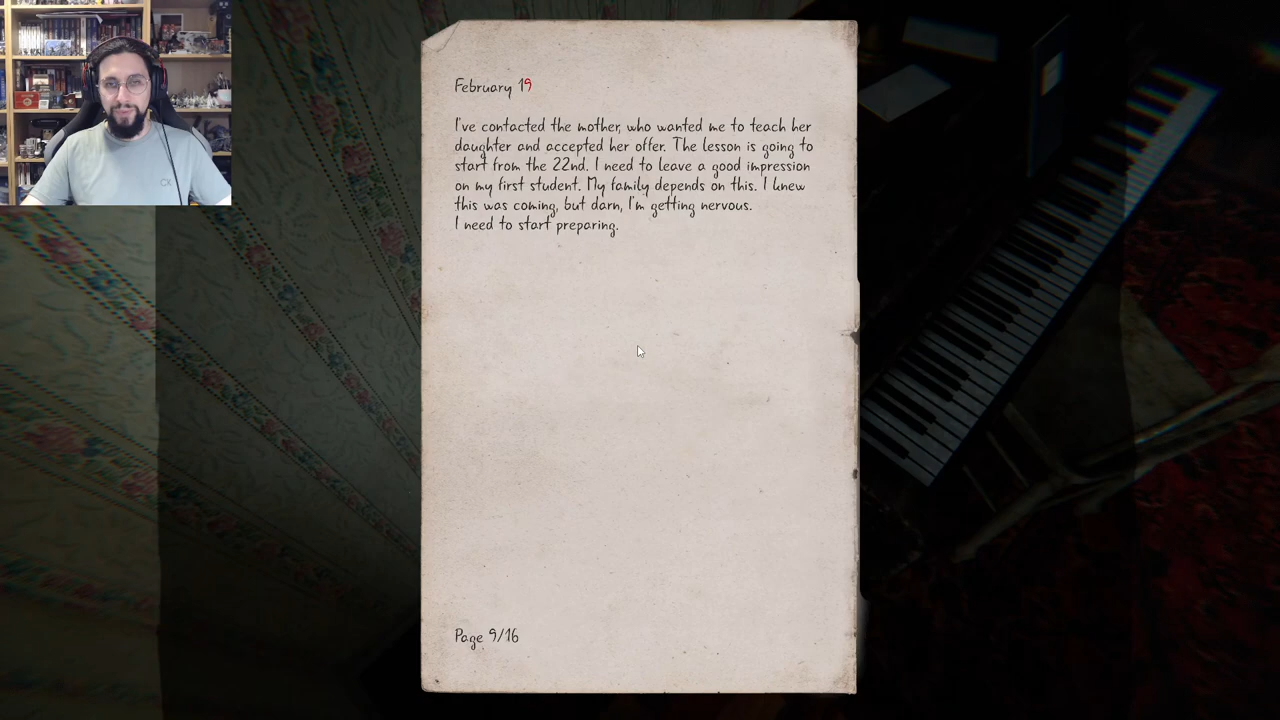 February 19
I've contacted the mother, who wanted me to teach her
daughter and accepted her offer. The lesson is going to
start from the 22nd. I need to leave a good impression
on my first student. My family depends on this. I knew
this was coming, but darn, I'm getting nervous.
I need to start preparing.
Page 9/16